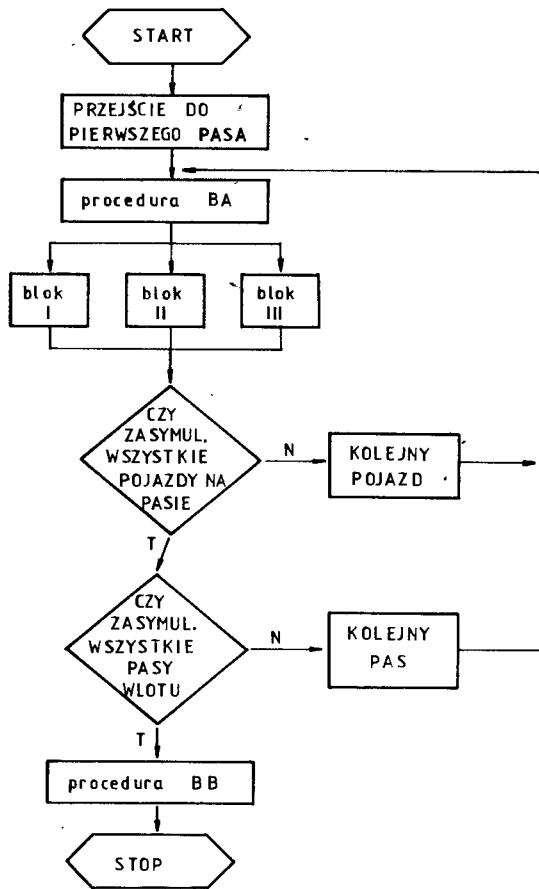 START
PRZEJŚCIE DO
PIERWSZEGO PASA
procedura BA
blok
I
blok
II
blok
III
CZY
ZASYMUL.
WSZYSTKIE
POJAZDY NA
PASIE
N
KOLEJNY
POJAZD
T
CZY
ZASYMUL.
WSZYSTKIE
PASY
WLOTU
N
KOLEJNY
PAS
T
procedura BB
STOP